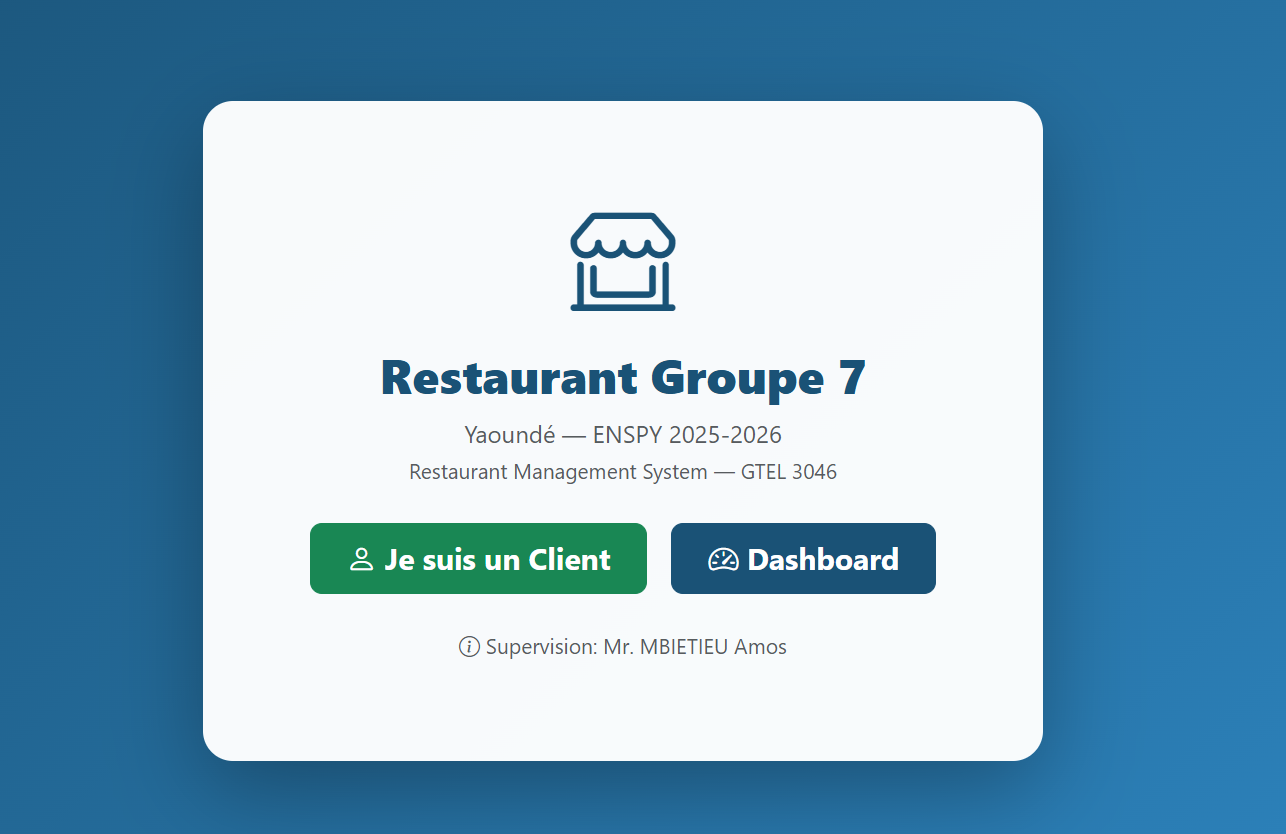 Restaurant Groupe 7
Yaoundé — ENSPY 2025-2026
Restaurant Management System — GTEL 3046
Je suis un Client
Dashboard
Supervision: Mr. MBIETIEU Amos